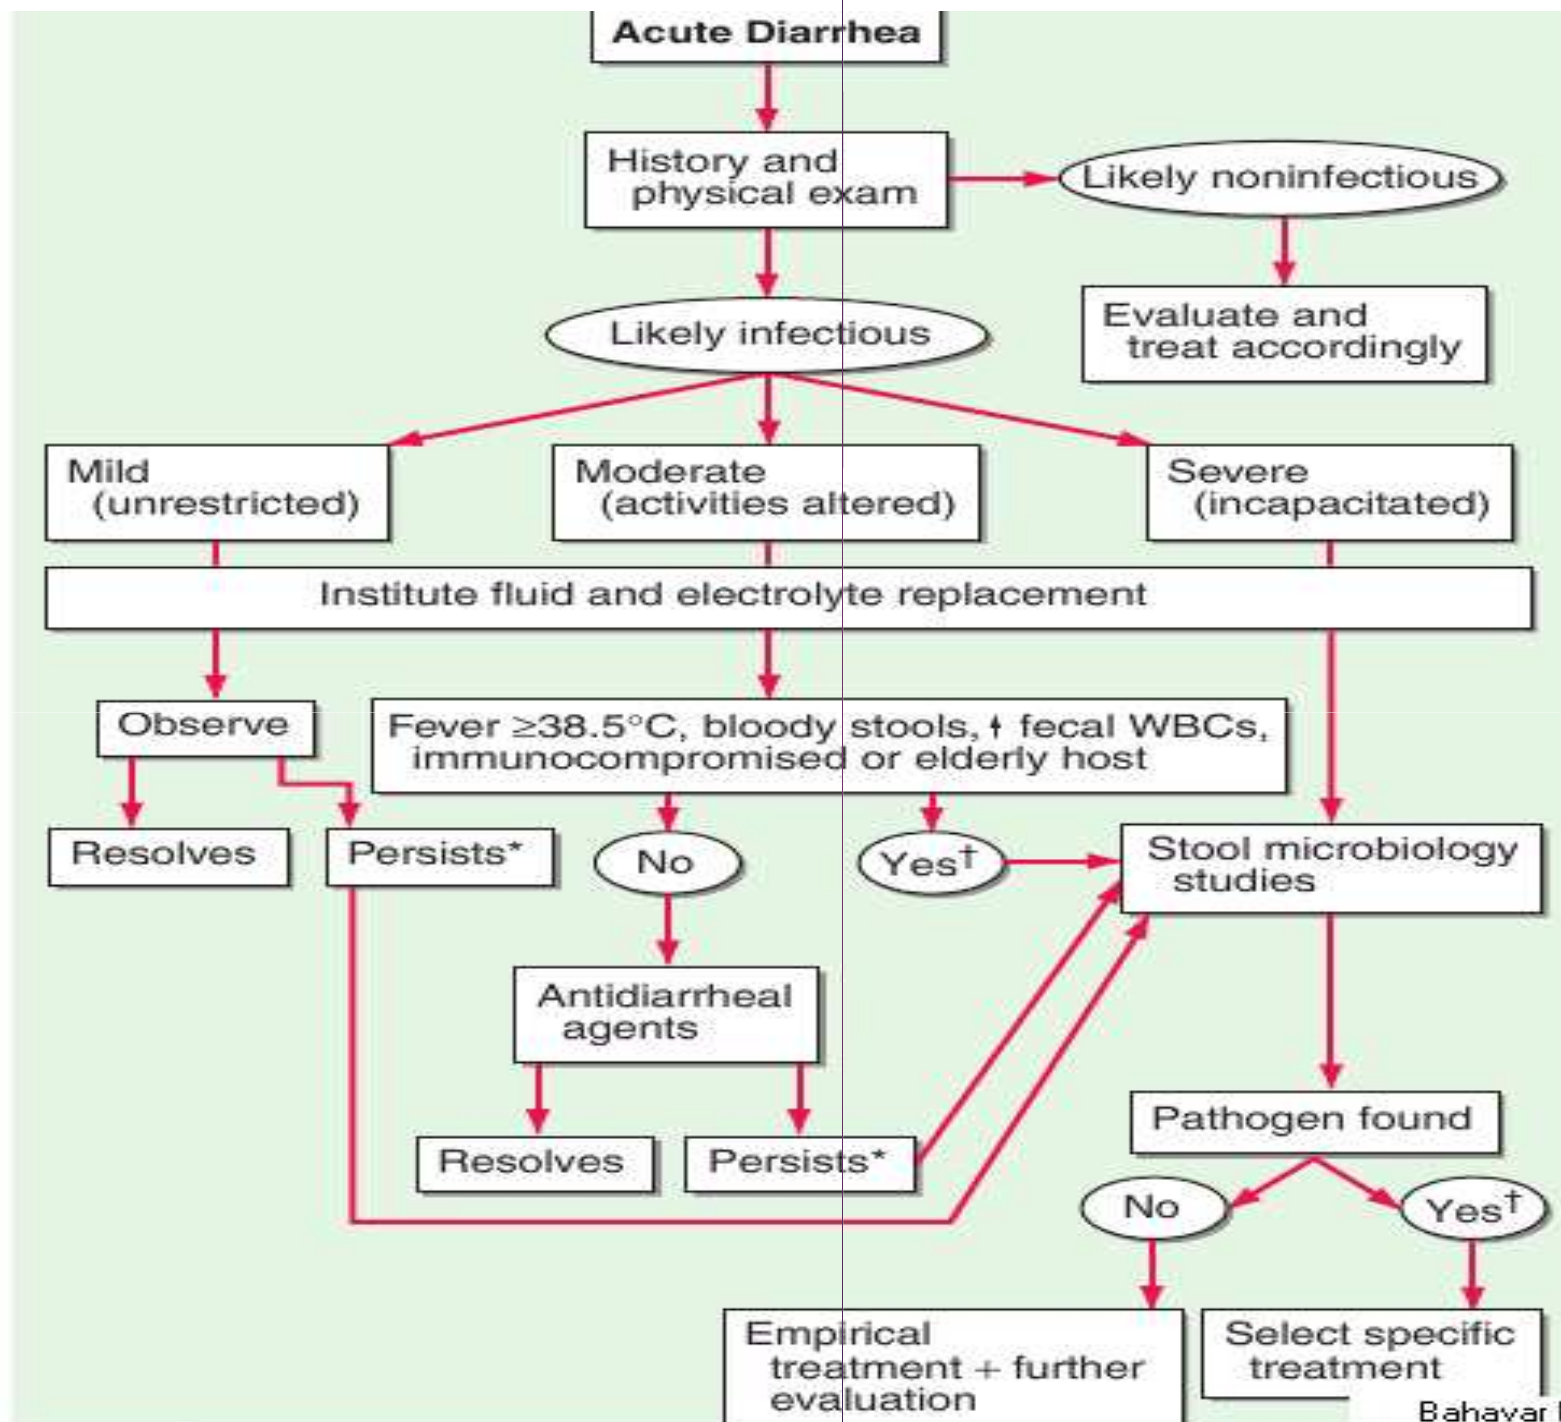 Acute Diarrhea
History and
physical exam
Likely noninfectious
Evaluate and
treat accordingly
Likely infectious
Mild
(unrestricted)
Moderate
(activities altered)
Severe
(incapacitated)
Institute fluid and electrolyte replacement
Observe
Fever ≥38.5°C, bloody stools, ↑ fecal WBCs,
immunocompromised or elderly host
Resolves
Persists*
No
Yes†
Stool microbiology
studies
Antidiarrheal
agents
Resolves
Persists*
Pathogen found
No
Yes†
Empirical
treatment + further
evaluation
Select specific
treatment
Bahavar